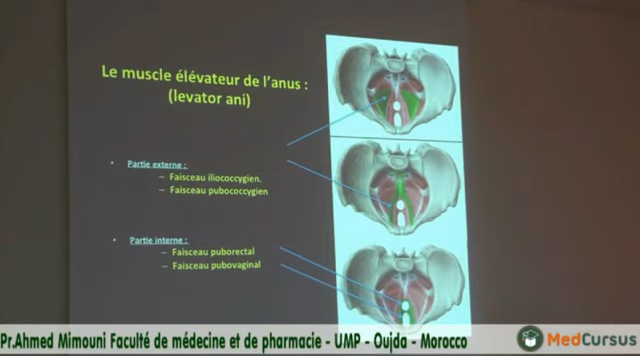 Le muscle élévateur de l'anus :
(levator ani)
• Partie externe :
– Faisceau iliococcygien.
– Faisceau pubococcygien
• Partie interne :
– Faisceau puborectal
– Faisceau pubovaginal
Pr.Ahmed Mimouni Faculté de médecine et de pharmacie - UMP - Oujda - Morocco
MedCursus